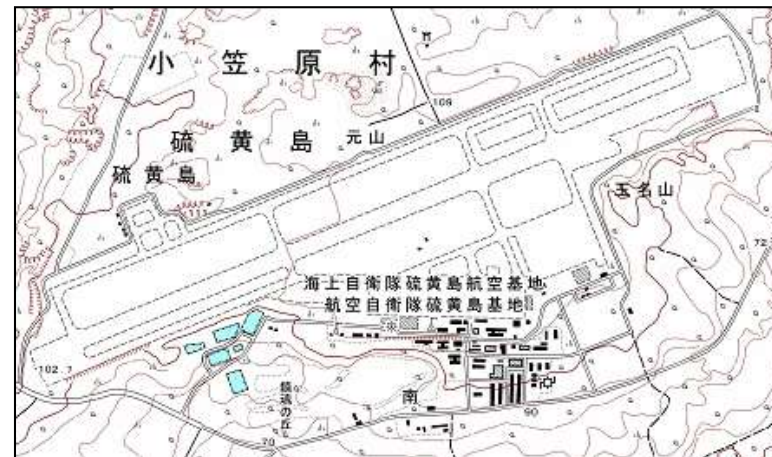 小笠原村
109
硫黄島
元山
硫黄島
111
玉名山
72
海上自衛隊硫黄島航空基地
航空自衛隊硫黄島基地
102.7
南
90
70